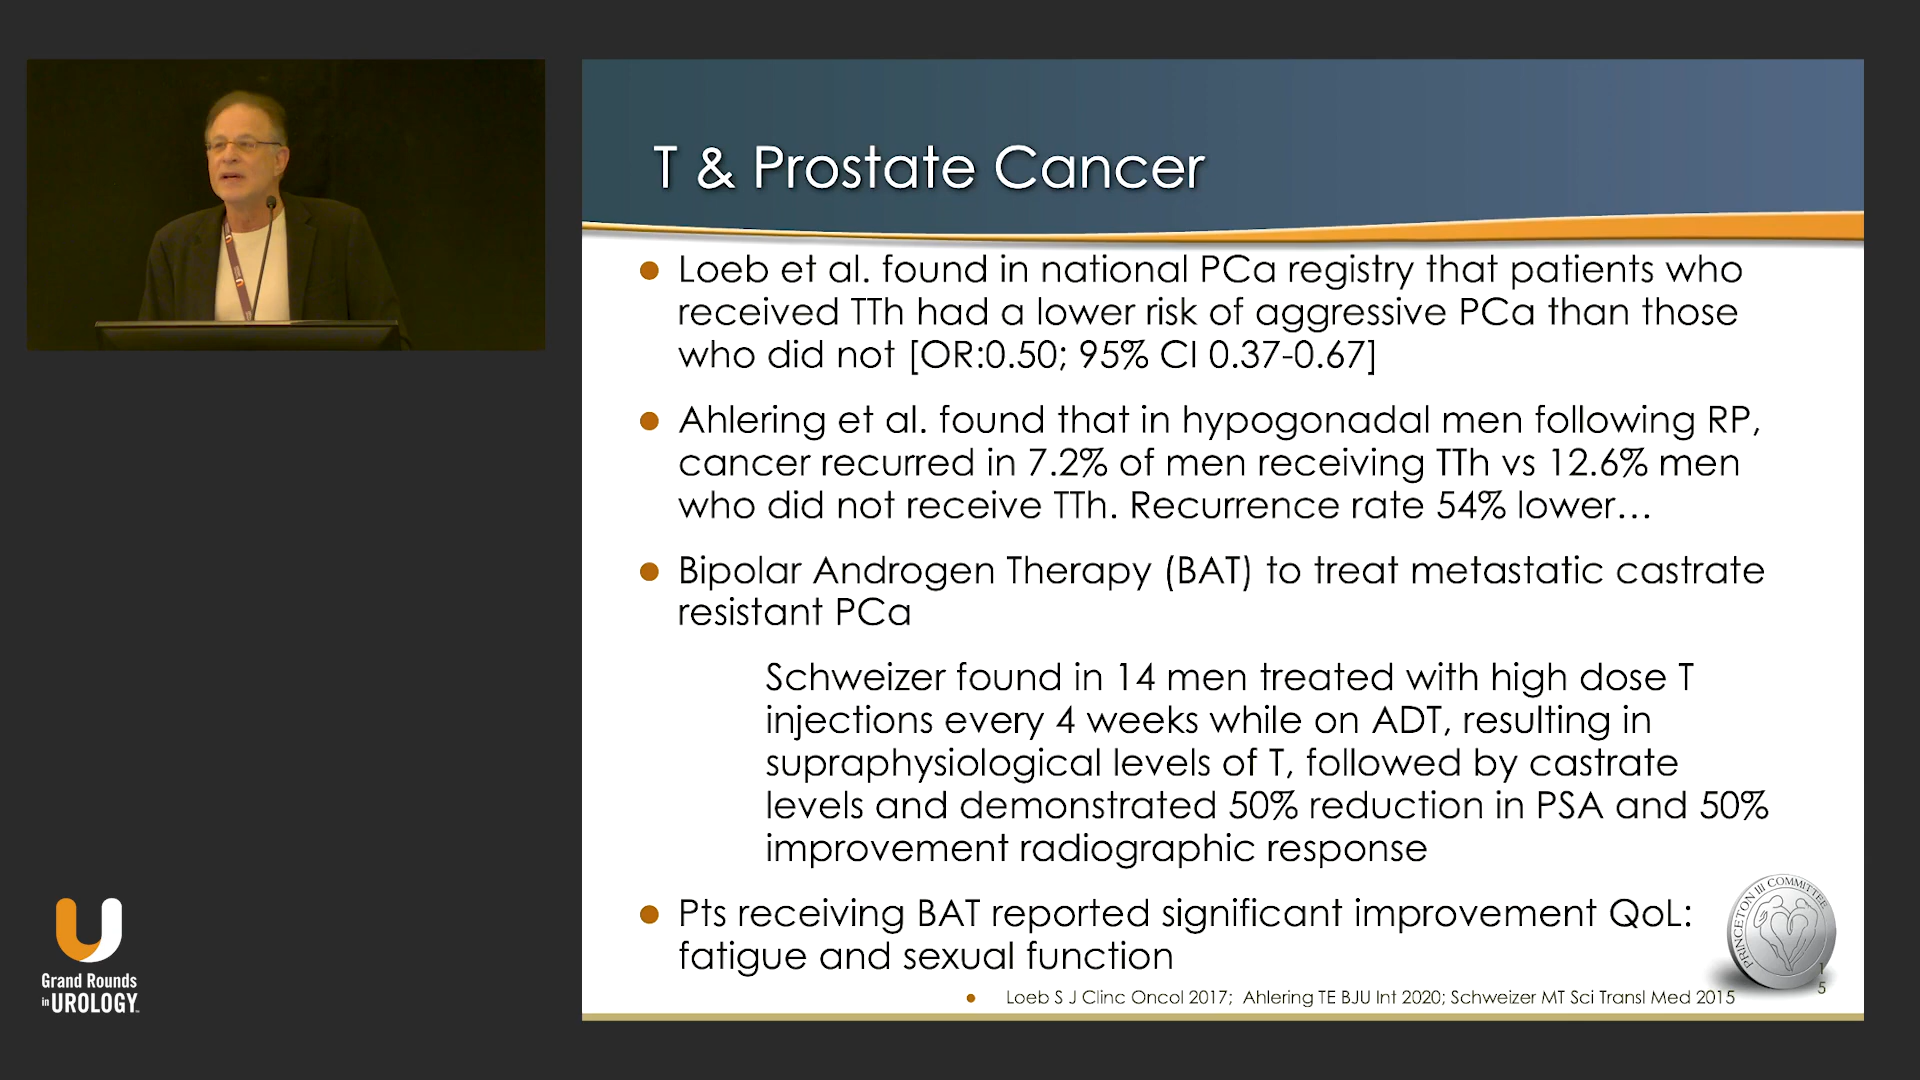 T & Prostate Cancer
Loeb et al. found in national PCa registry that patients who
received TTh had a lower risk of aggressive PCa than those
who did not [OR:0.50; 95% CI 0.37-0.67]
Ahlering et al. found that in hypogonadal men following RP,
cancer recurred in 7.2% of men receiving TTh vs 12.6% men
who did not receive TTh. Recurrence rate 54% lower…
Bipolar Androgen Therapy (BAT) to treat metastatic castrate
resistant PCa
Schweizer found in 14 men treated with high dose T
injections every 4 weeks while on ADT, resulting in
supraphysiological levels of T, followed by castrate
levels and demonstrated 50% reduction in PSA and 50%
improvement radiographic response
Pts receiving BAT reported significant improvement QoL:
fatigue and sexual function
Loeb S J Clinc Oncol 2017; Ahlering TE BJU Int 2020; Schweizer MT Sci Transl Med 2015
PRINCETON III COMMITTEE
1
5
Grand Rounds
in UROLOGY